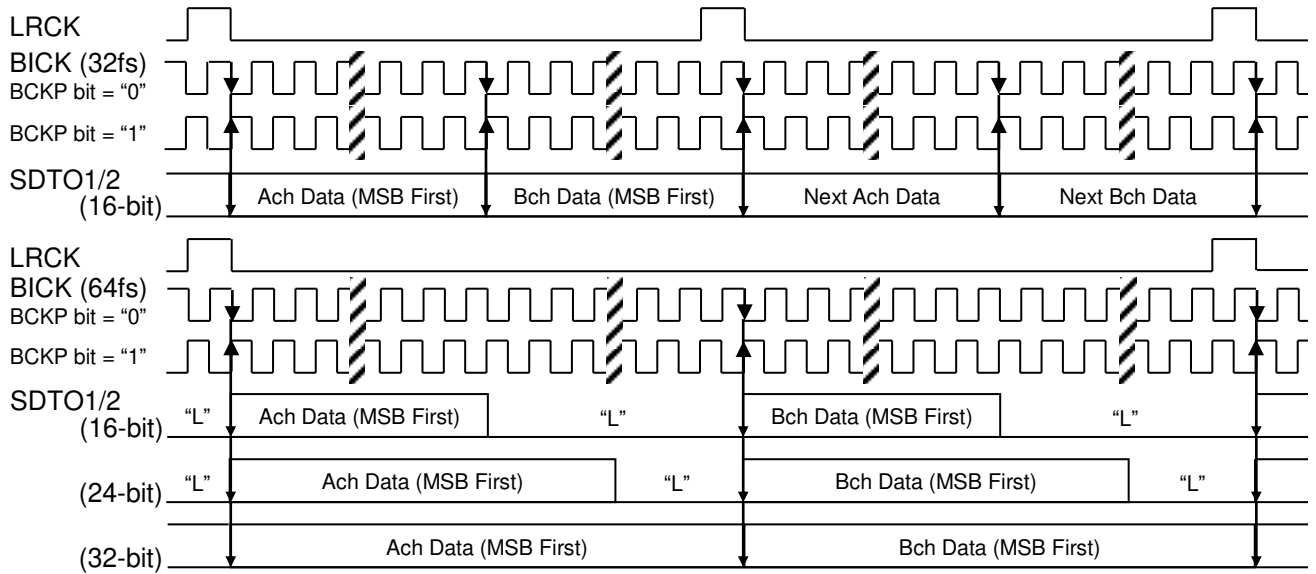 LRCK
BICK (32fs)
BCKP bit = “0”
BCKP bit = “1”
SDTO1/2
(16-bit) Ach Data (MSB First) Bch Data (MSB First) Next Ach Data Next Bch Data
LRCK
BICK (64fs)
BCKP bit = “0”
BCKP bit = “1”
SDTO1/2
(16-bit) “L” Ach Data (MSB First) “L” Bch Data (MSB First) “L”
(24-bit) “L” Ach Data (MSB First) “L” Bch Data (MSB First) “L”
(32-bit) Ach Data (MSB First) Bch Data (MSB First)